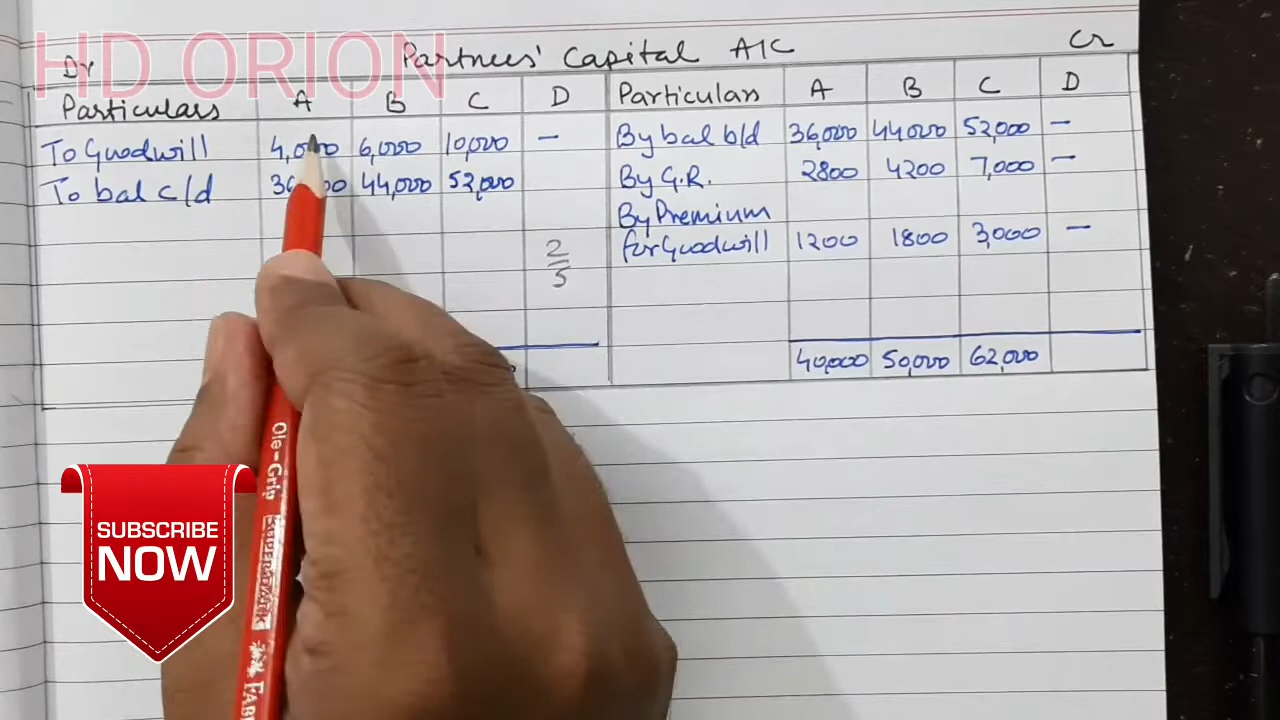 HD ORION
Dr Partners' Capital A/C Cr
Particulars A B C D Particulars A B C D
To Goodwill 4,000 6,000 10,000 — By bal b/d 36,000 44,000 52,000 —
To bal c/d 44,000 52,000 By G.R. 2800 4200 7,000 —
By Premium
for Goodwill 1200 1800 3,000 —
2/5
40,000 50,000 62,000
Ole-Grip
SUBSCRIBE
NOW